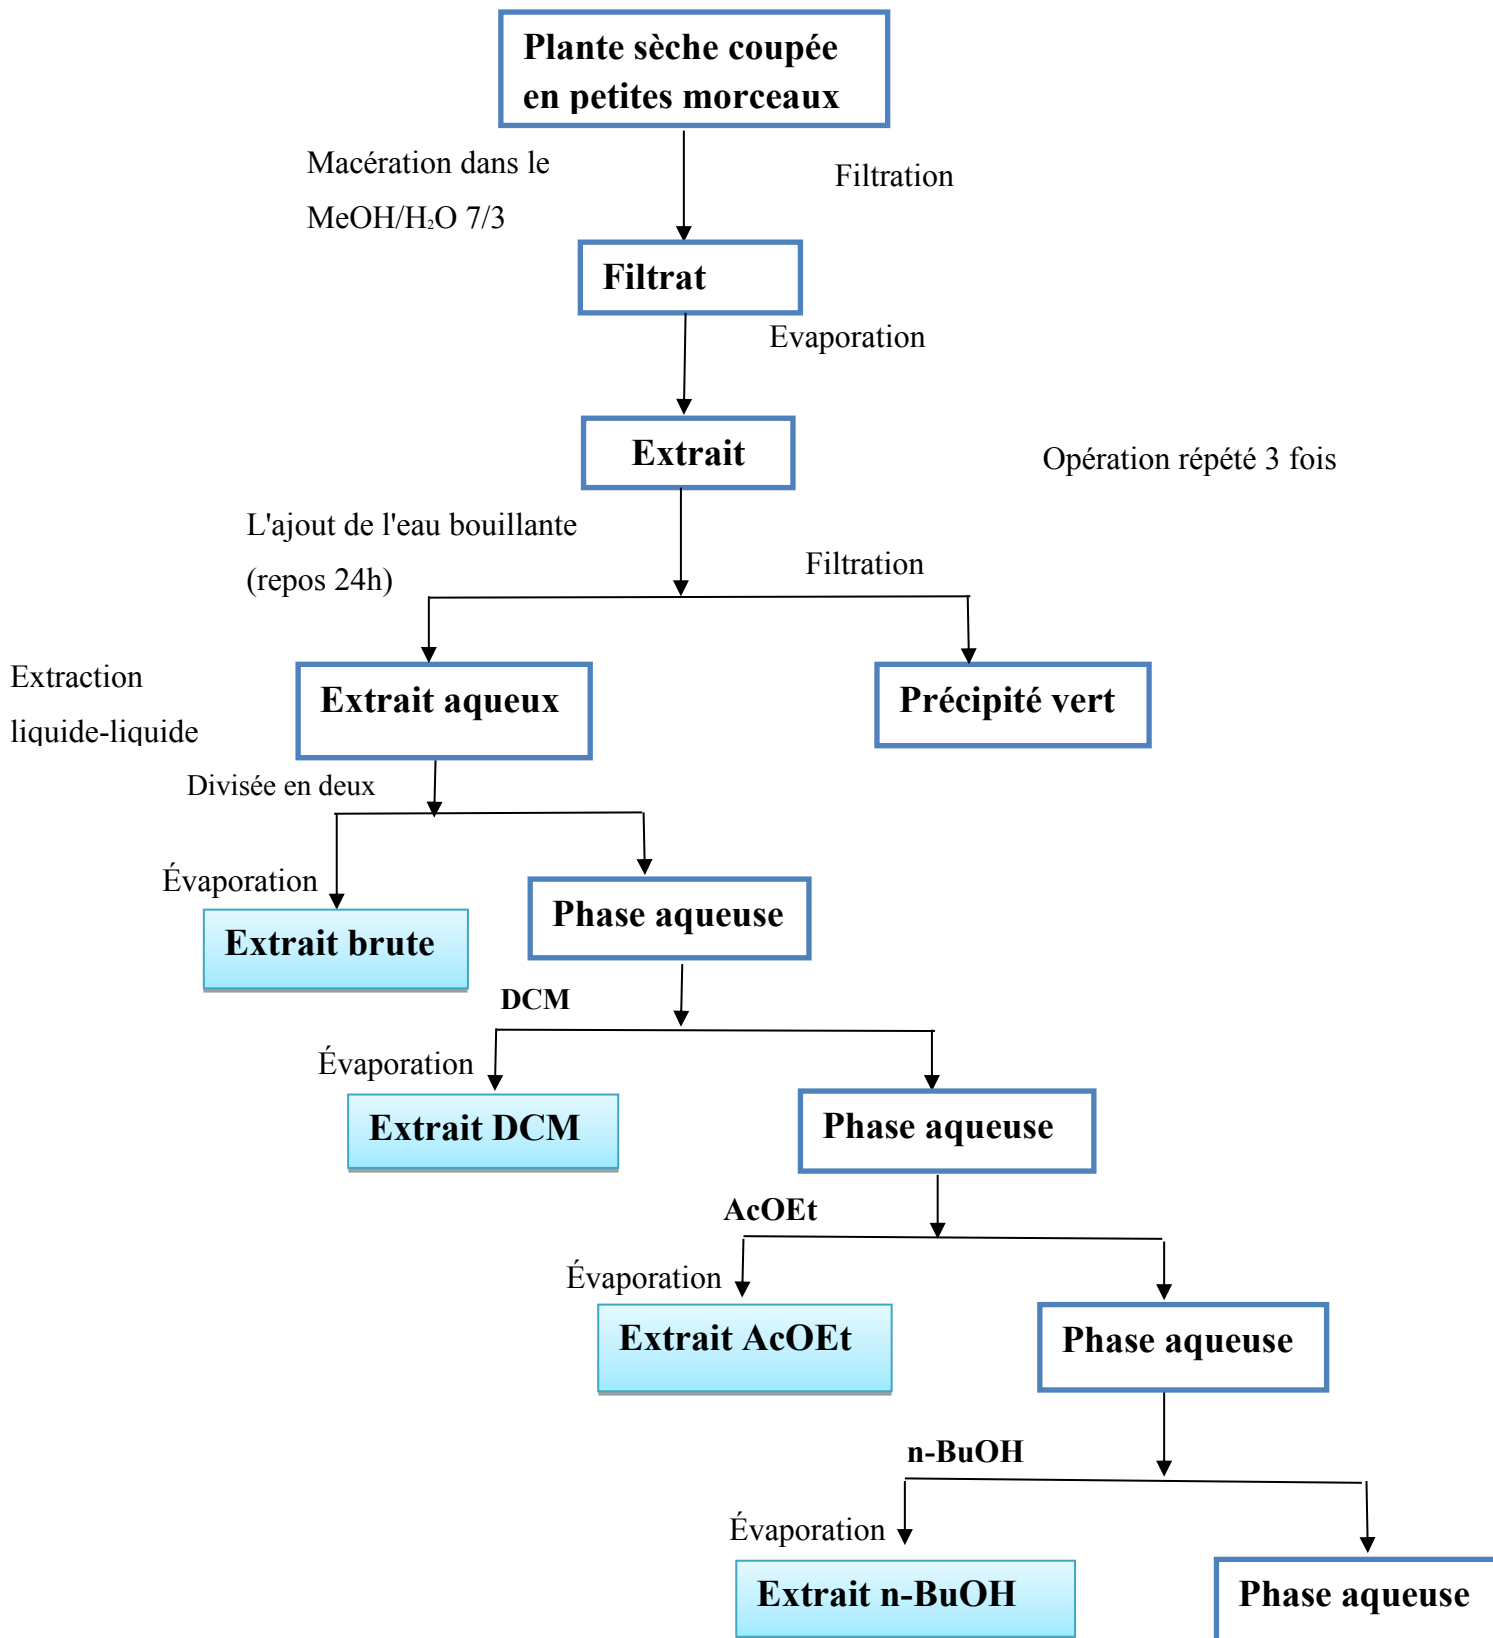 Plante sèche coupée
en petites morceaux
Macération dans le
MeOH/H₂O 7/3
Filtration
Filtrat
Evaporation
Extrait
Opération répété 3 fois
L'ajout de l'eau bouillante
(repos 24h)
Filtration
Extraction
liquide-liquide
Extrait aqueux
Précipité vert
Divisée en deux
Évaporation
Extrait brute
Phase aqueuse
DCM
Évaporation
Extrait DCM
Phase aqueuse
AcOEt
Évaporation
Extrait AcOEt
Phase aqueuse
n-BuOH
Évaporation
Extrait n-BuOH
Phase aqueuse